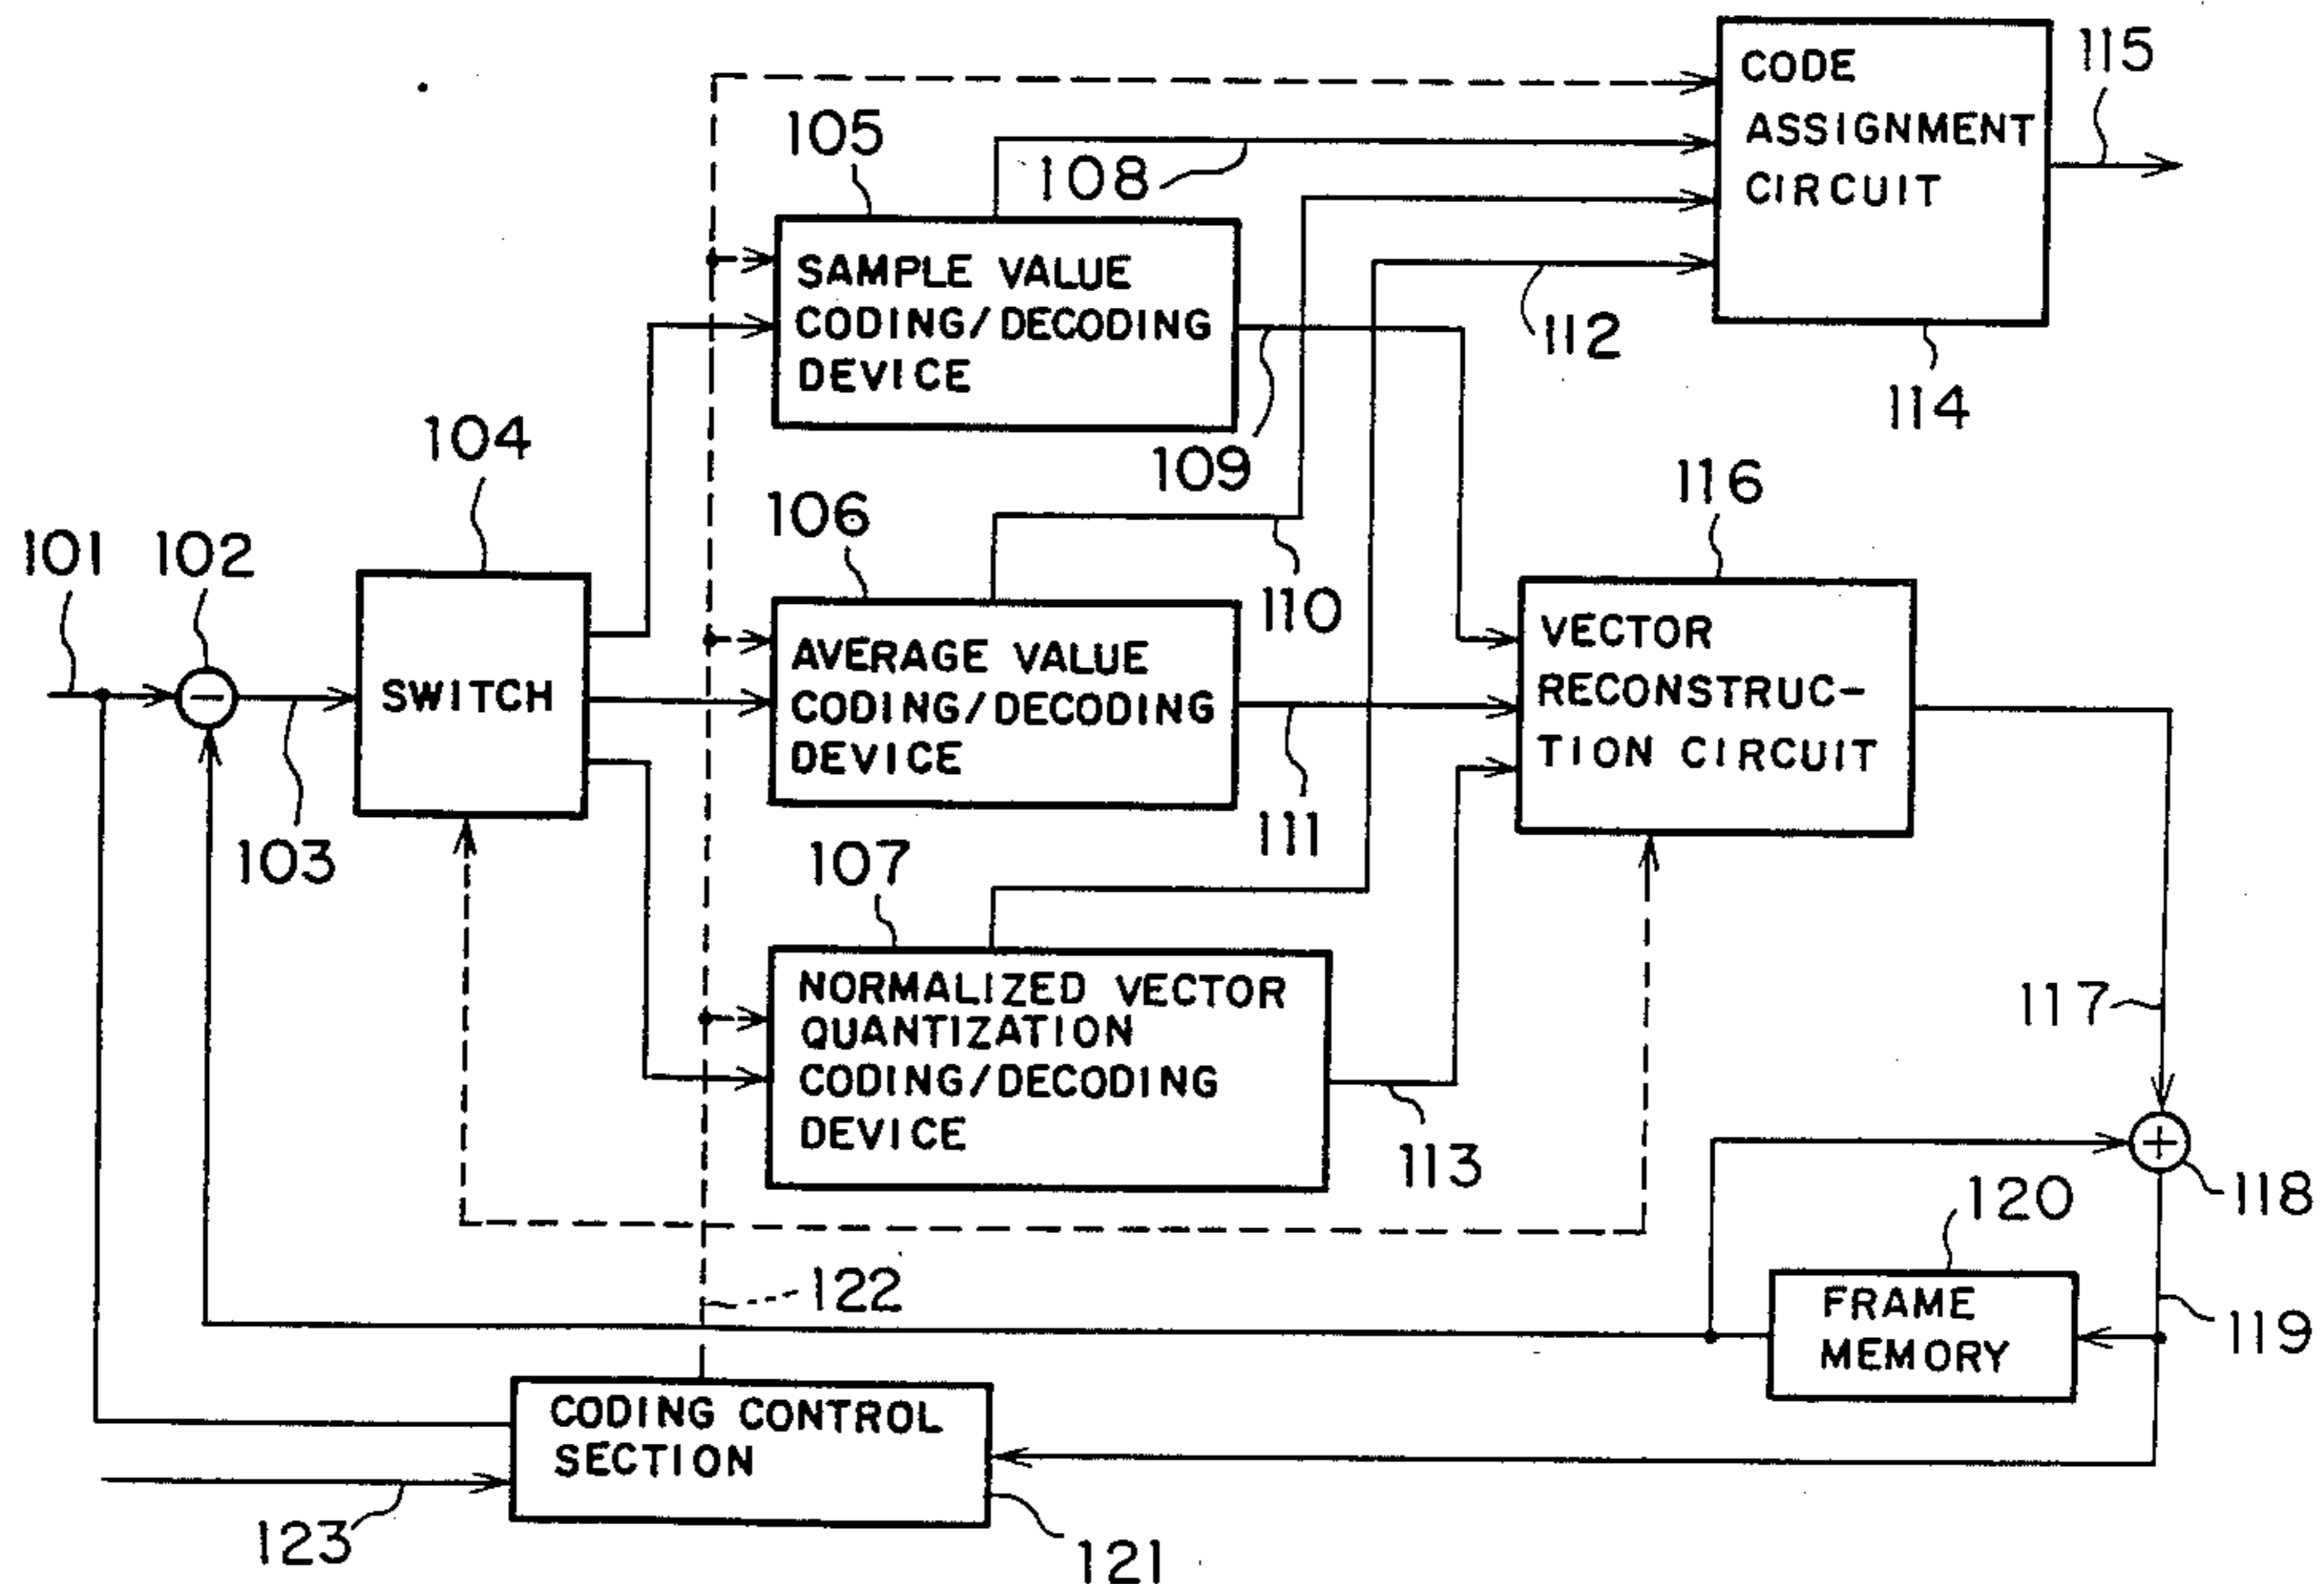 CODE
ASSIGNMENT
CIRCUIT
115
105
108
SAMPLE VALUE
CODING/DECODING
DEVICE
112
114
104
109
116
106
101
102
110
SWITCH
AVERAGE VALUE
CODING/DECODING
DEVICE
VECTOR
RECONSTRUC-
TION CIRCUIT
103
111
107
NORMALIZED VECTOR
QUANTIZATION
CODING/DECODING
DEVICE
117
113
118
120
122
FRAME
MEMORY
119
CODING CONTROL
SECTION
123
121